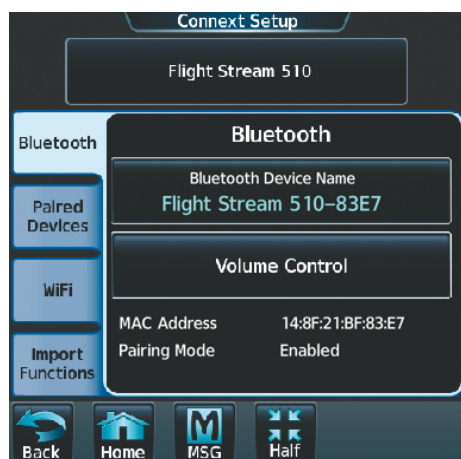 Connext Setup
Flight Stream 510
Bluetooth
Paired
Devices
WiFi
Import
Functions
Bluetooth
Bluetooth Device Name
Flight Stream 510-83E7
Volume Control
MAC Address 14:8F:21:BF:83:E7
Pairing Mode Enabled
Back Home MSG Half